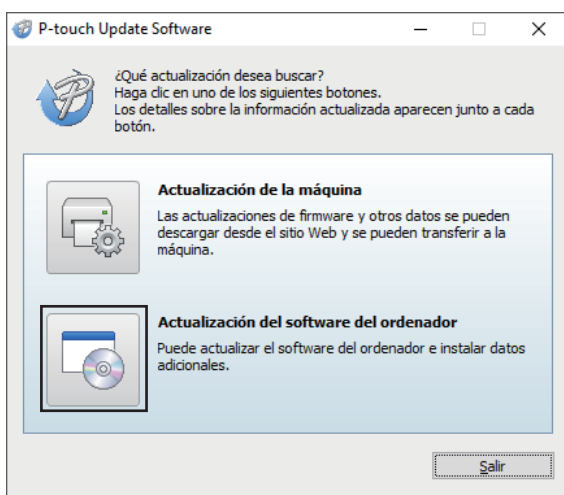 P-touch Update Software
¿Qué actualización desea buscar?
Haga clic en uno de los siguientes botones.
Los detalles sobre la información actualizada aparecen junto a cada
botón.
Actualización de la máquina
Las actualizaciones de firmware y otros datos se pueden
descargar desde el sitio Web y se pueden transferir a la
máquina.
Actualización del software del ordenador
Puede actualizar el software del ordenador e instalar datos
adicionales.
Salir